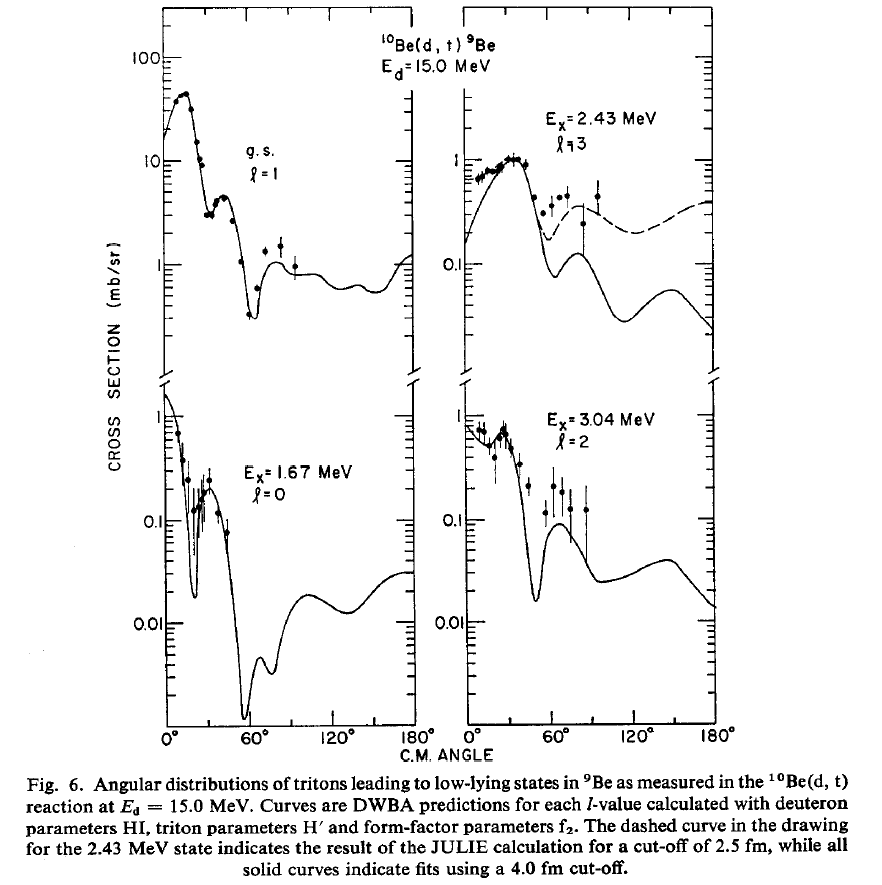 ¹⁰Be(d, t) ⁹Be
E_d=15.0 MeV
100
10
1
g.s.
ℓ=1
E_x=2.43 MeV
ℓ=3
1
0.1
CROSS SECTION (mb/sr)
1
0.1
0.01
E_x=1.67 MeV
ℓ=0
E_x=3.04 MeV
ℓ=2
1
0.1
0.01
0° 60° 120° 180° 0° 60° 120° 180°
C.M. ANGLE
Fig. 6. Angular distributions of tritons leading to low-lying states in ⁹Be as measured in the ¹⁰Be(d, t)
reaction at E_d = 15.0 MeV. Curves are DWBA predictions for each l-value calculated with deuteron
parameters HI, triton parameters H′ and form-factor parameters f₂. The dashed curve in the drawing
for the 2.43 MeV state indicates the result of the JULIE calculation for a cut-off of 2.5 fm, while all
solid curves indicate fits using a 4.0 fm cut-off.